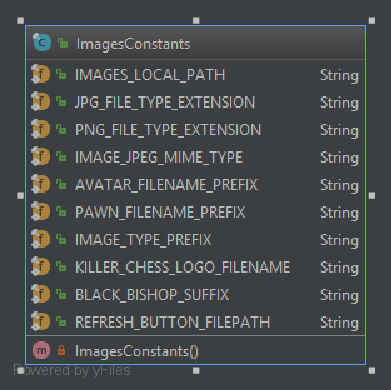 C ImagesConstants
f IMAGES_LOCAL_PATH String
f JPG_FILE_TYPE_EXTENSION String
f PNG_FILE_TYPE_EXTENSION String
f IMAGE_JPEG_MIME_TYPE String
f AVATAR_FILENAME_PREFIX String
f PAWN_FILENAME_PREFIX String
f IMAGE_TYPE_PREFIX String
f KILLER_CHESS_LOGO_FILENAME String
f BLACK_BISHOP_SUFFIX String
f REFRESH_BUTTON_FILEPATH String
m ImagesConstants()
Powered by yFiles